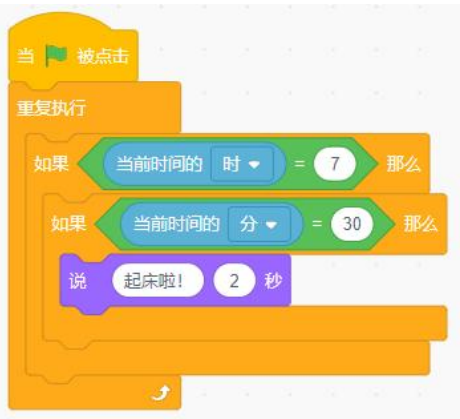 当 被点击
重复执行
如果 当前时间的 时 = 7 那么
如果 当前时间的 分 = 30 那么
说 起床啦! 2 秒